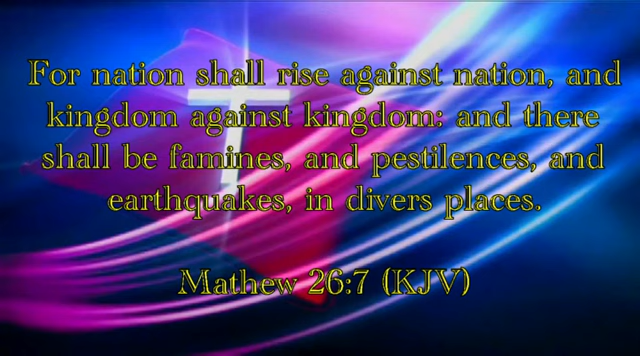 For nation shall rise against nation, and
kingdom against kingdom: and there
shall be famines, and pestilences, and
earthquakes, in divers places.
Mathew 26:7 (KJV)